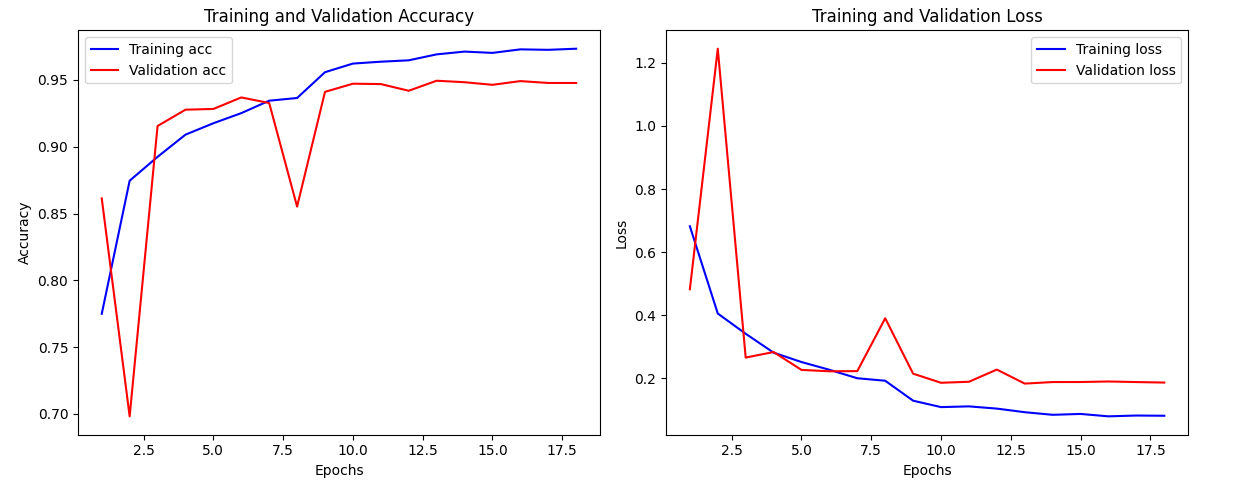 Training and Validation Accuracy
Training acc
Validation acc
Accuracy
0.95
0.90
0.85
0.80
0.75
0.70
2.5 5.0 7.5 10.0 12.5 15.0 17.5
Epochs
Training and Validation Loss
Training loss
Validation loss
Loss
1.2
1.0
0.8
0.6
0.4
0.2
2.5 5.0 7.5 10.0 12.5 15.0 17.5
Epochs